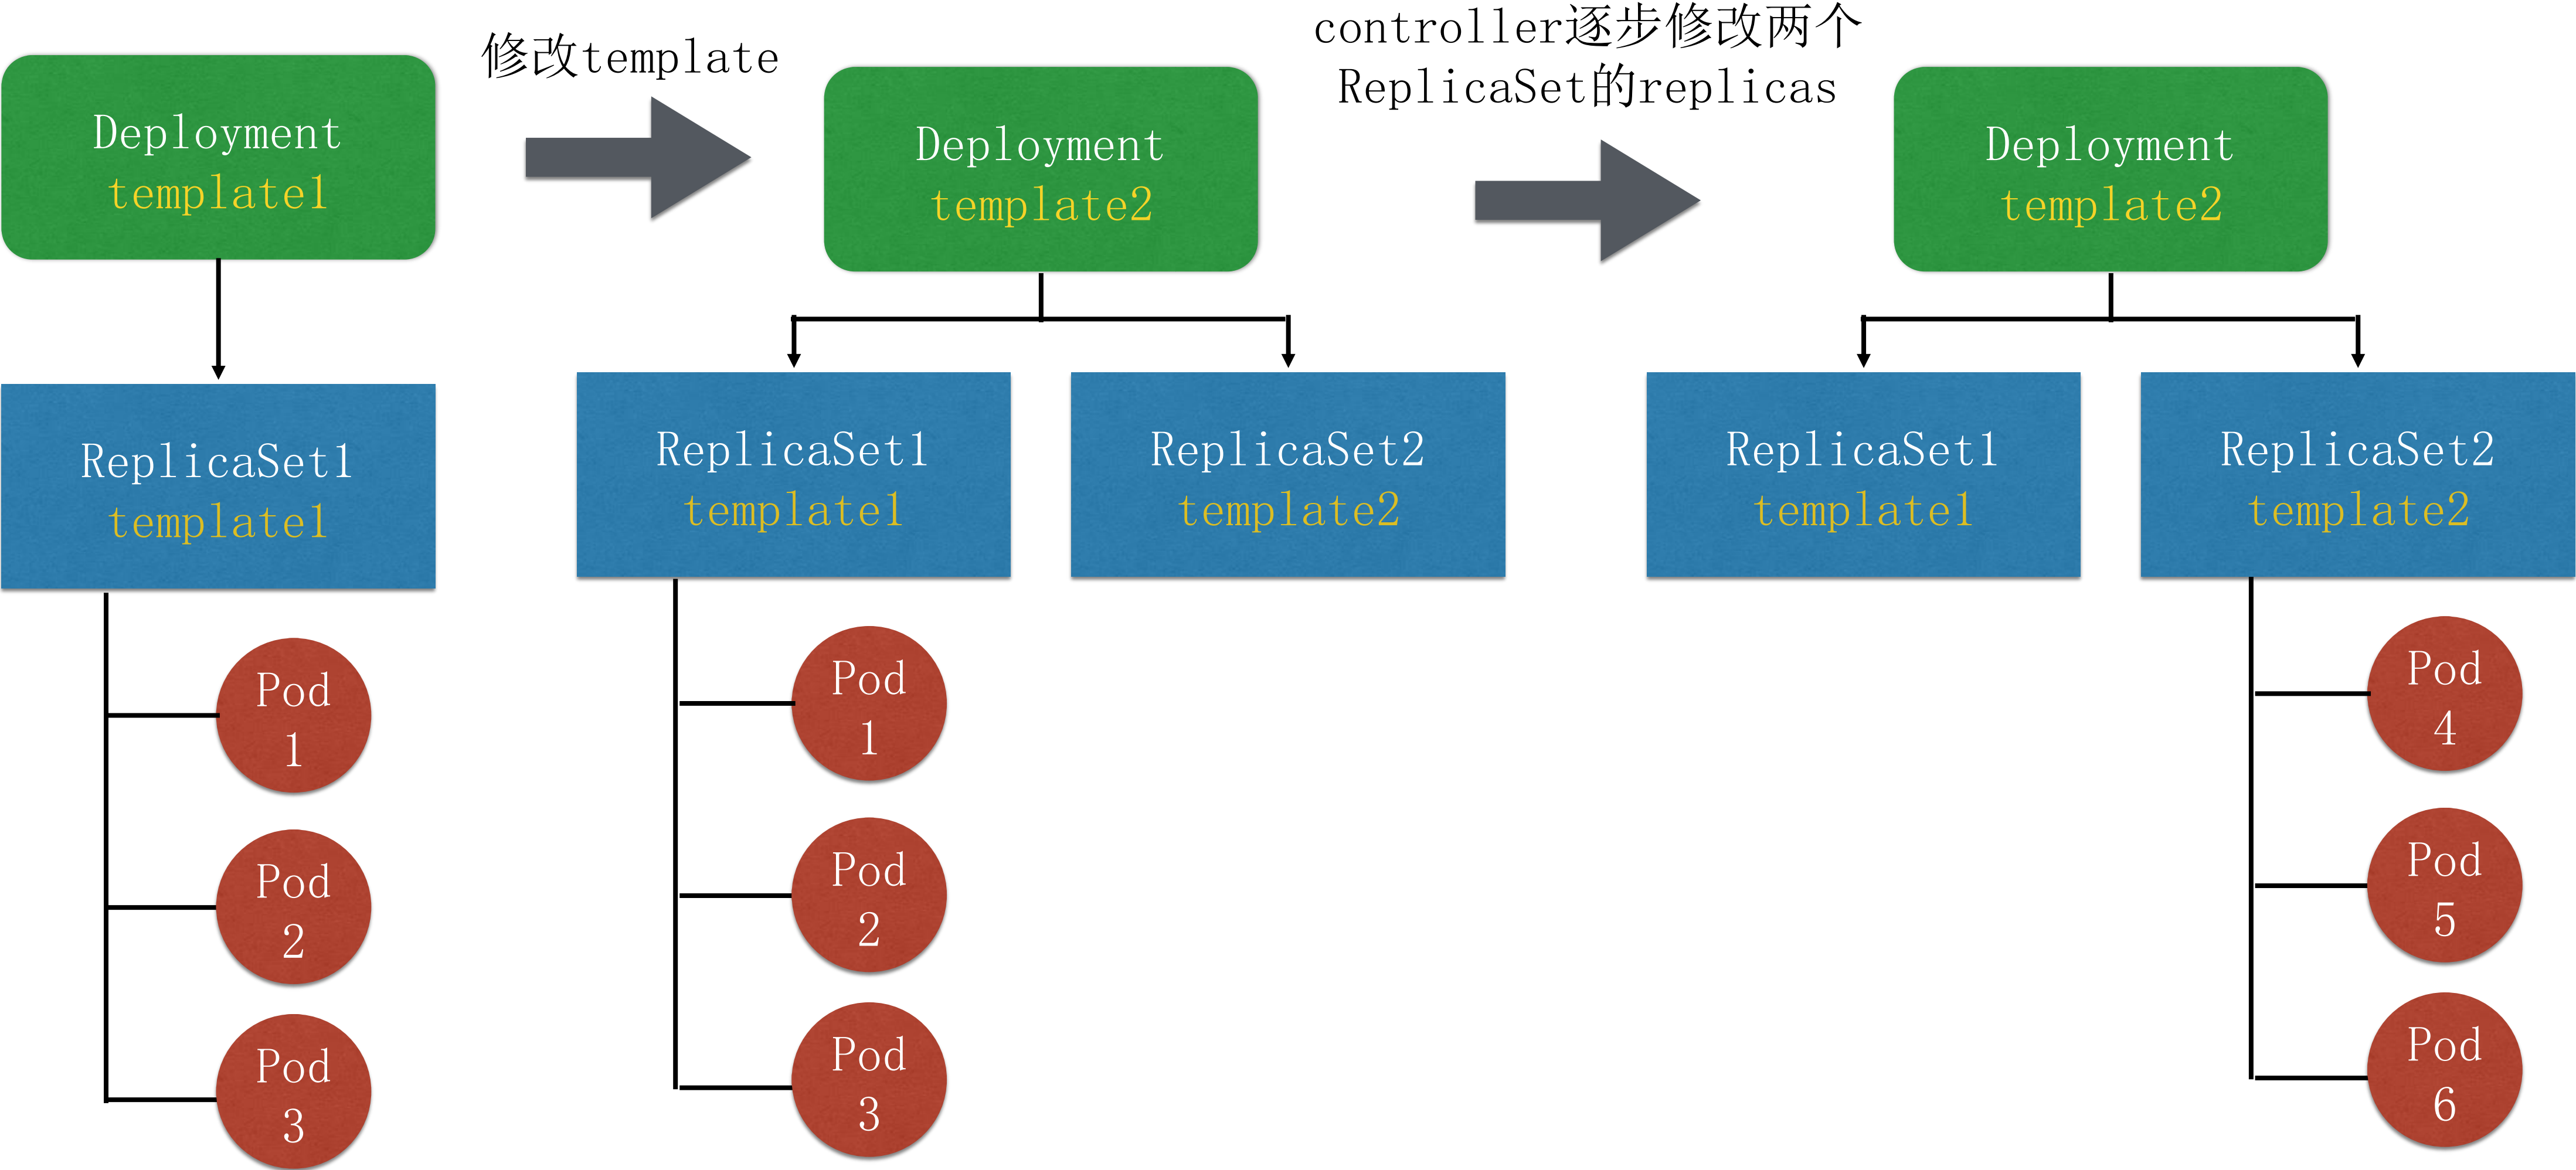 修改template
controller逐步修改两个
ReplicaSet的replicas
Deployment
template1
Deployment
template2
Deployment
template2
ReplicaSet1
template1
ReplicaSet1
template1
ReplicaSet2
template2
ReplicaSet1
template1
ReplicaSet2
template2
Pod
1
Pod
2
Pod
3
Pod
1
Pod
2
Pod
3
Pod
4
Pod
5
Pod
6